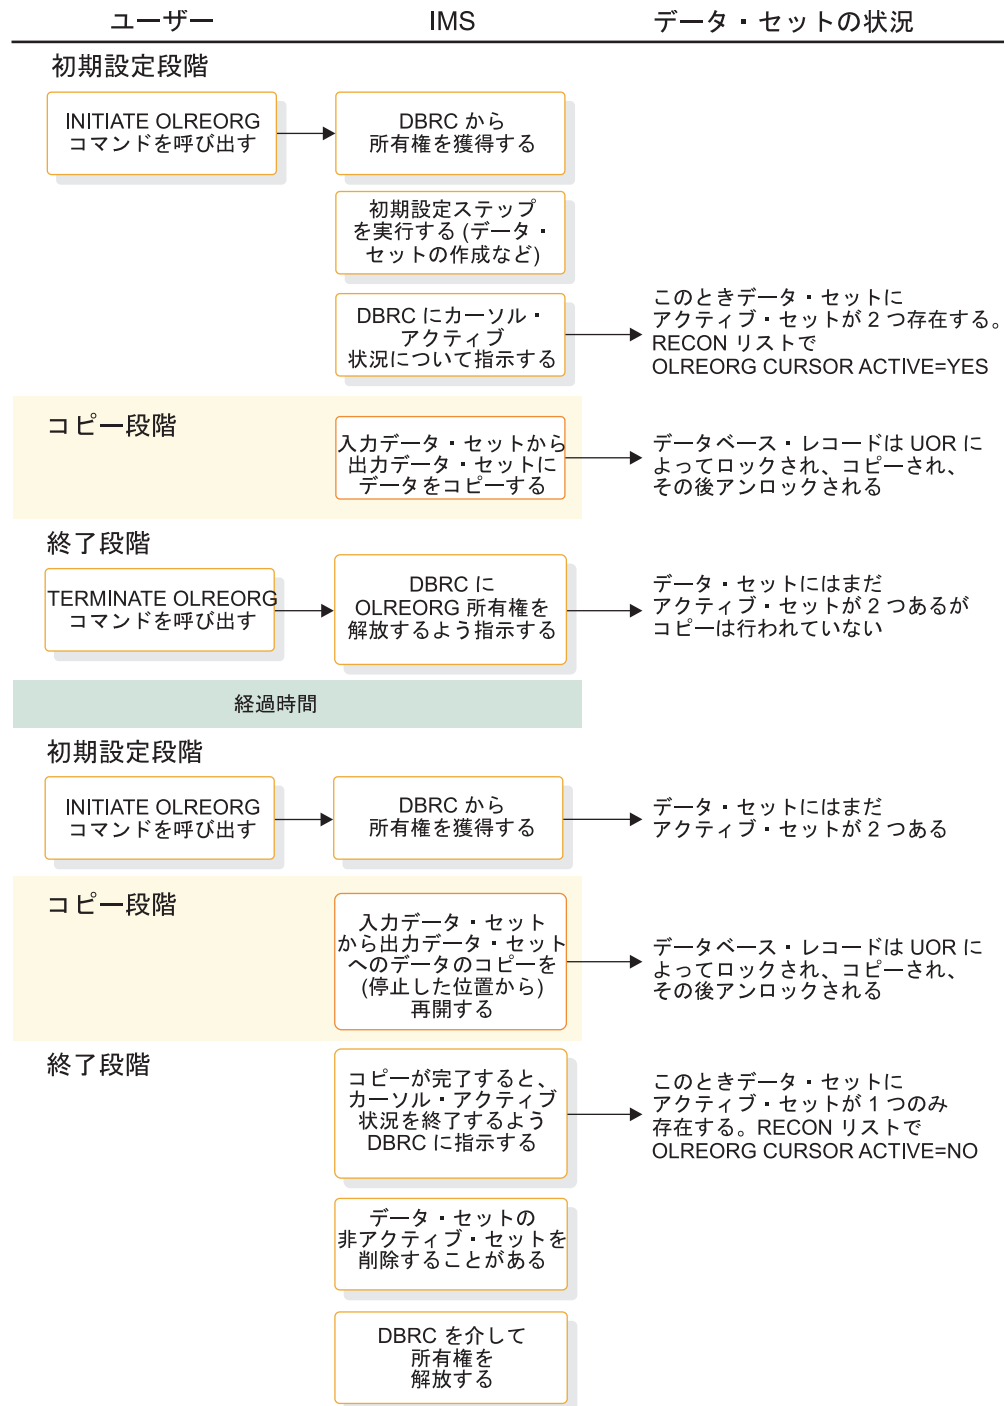 ユーザー
IMS
データ・セットの状況
初期設定段階
INITIATE OLREORG
コマンドを呼び出す
DBRC から
所有権を獲得する
初期設定ステップ
を実行する (データ・
セットの作成など)
DBRC にカーソル・
アクティブ
状況について指示する
このときデータ・セットに
アクティブ・セットが 2 つ存在する。
RECON リストで
OLREORG CURSOR ACTIVE=YES
コピー段階
入力データ・セットから
出力データ・セットに
データをコピーする
データベース・レコードは UOR に
よってロックされ、コピーされ、
その後アンロックされる
終了段階
TERMINATE OLREORG
コマンドを呼び出す
DBRC に
OLREORG 所有権を
解放するよう指示する
データ・セットにはまだ
アクティブ・セットが 2 つあるが
コピーは行われていない
経過時間
初期設定段階
INITIATE OLREORG
コマンドを呼び出す
DBRC から
所有権を獲得する
データ・セットにはまだ
アクティブ・セットが 2 つある
コピー段階
入力データ・セット
から出力データ・セット
へのデータのコピーを
(停止した位置から)
再開する
データベース・レコードは UOR に
よってロックされ、コピーされ、
その後アンロックされる
終了段階
コピーが完了すると、
カーソル・アクティブ
状況を終了するよう
DBRC に指示する
このときデータ・セットに
アクティブ・セットが 1 つのみ
存在する。RECON リストで
OLREORG CURSOR ACTIVE=NO
データ・セットの
非アクティブ・セットを
削除することがある
DBRC を介して
所有権を
解放する